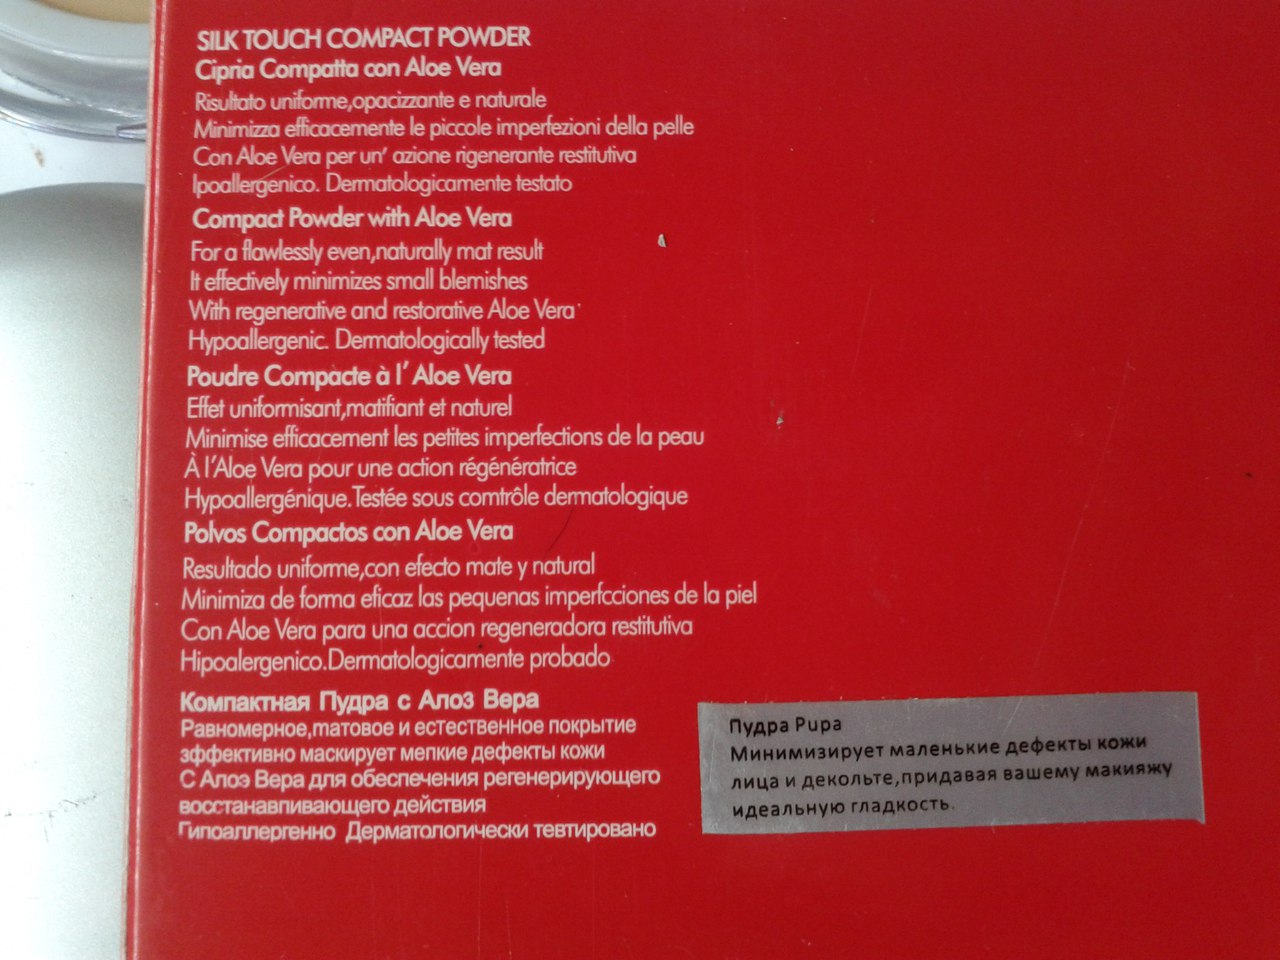 SILK TOUCH COMPACT POWDER
Cipria Compatta con Aloe Vera
Risultato uniforme,opacizzante e naturale
Minimizza efficacemente le piccole imperfezioni della pelle
Con Aloe Vera per un' azione rigenerante restitutiva
Ipoallergenico. Dermatologicamente testato
Compact Powder with Aloe Vera
For a flawlessly even,naturally mat result
It effectively minimizes small blemishes
With regenerative and restorative Aloe Vera
Hypoallergenic. Dermatologically tested
Poudre Compacte à l' Aloe Vera
Effet uniformisant,matifiant et naturel
Minimise efficacement les petites imperfections de la peau
À l'Aloe Vera pour une action régénératrice
Hypoallergénique.Testée sous comtrôle dermatologique
Polvos Compactos con Aloe Vera
Resultado uniforme,con efecto mate y natural
Minimiza de forma eficaz las pequenas imperfcciones de la piel
Con Aloe Vera para una accion regeneradora restitutiva
Hipoalergenico.Dermatologicamente probado
Компактная Пудра с Апоз Вера
Равномерное,матовое и естественное покрытие
зффективно маскирует мепкие дефекты кожи
С Апоэ Вера для обеспечения регенерирующего
восстанавпивающего действия
Гипоаллергенно Дерматопогически тевтировано
Пудра Pupa
Минимизирует маленькие дефекты кожи
лица и декольте,придавая вашему макияжу
идеальную гладкость.